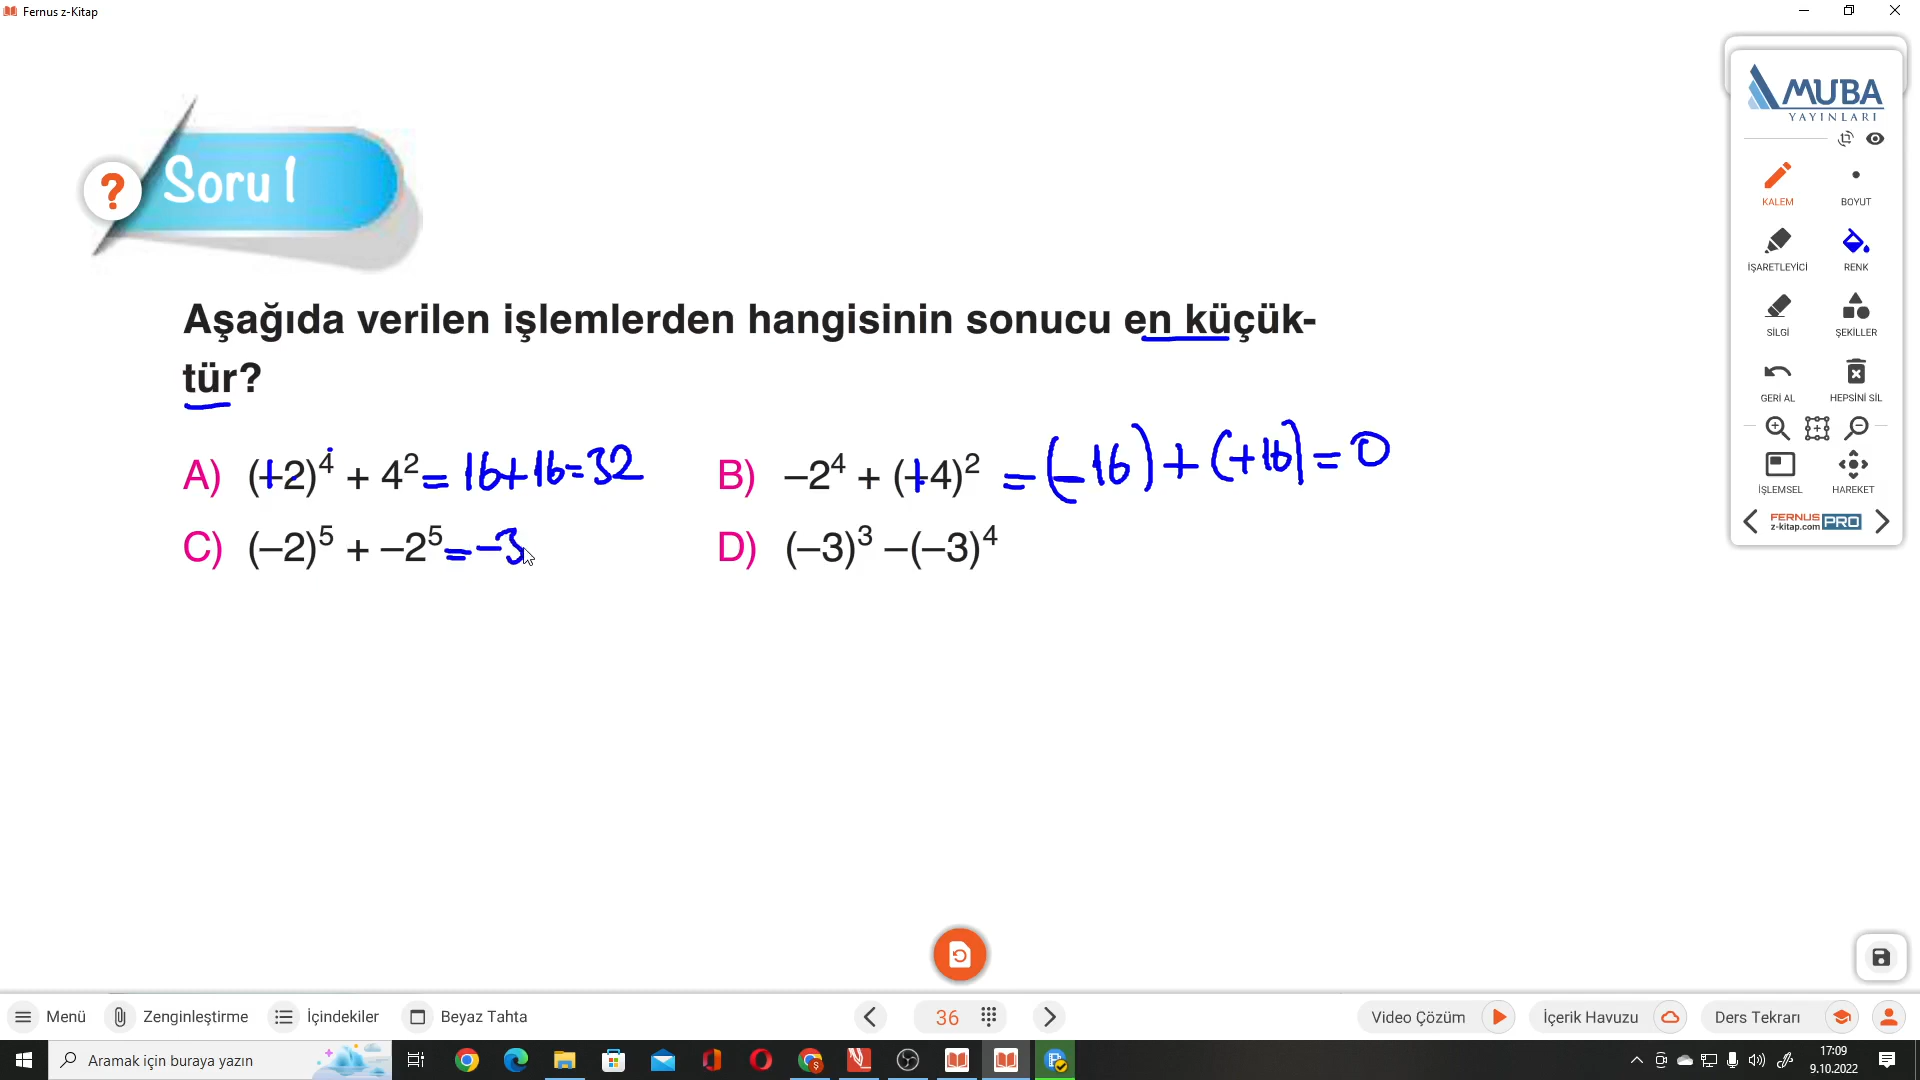 Fernus z-Kitap
MUBA
YAYINLARI
? Soru 1
KALEM BOYUT
İŞARETLEYİCİ RENK
SİLGİ ŞEKİLLER
GERİ AL HEPSİNİ SİL
İŞLEMSEL HAREKET
FERNUS
z-kitap.com PRO
Aşağıda verilen işlemlerden hangisinin sonucu en küçük-
tür?
A) (+2)⁴ + 4² = 16+16=32 B) –2⁴ + (+4)² = (-16)+(+16)=0
C) (–2)⁵ + –2⁵ = -3 D) (–3)³ –(–3)⁴
Menü Zenginleştirme İçindekiler Beyaz Tahta 36 Video Çözüm İçerik Havuzu Ders Tekrarı
Aramak için buraya yazın
17:09
9.10.2022